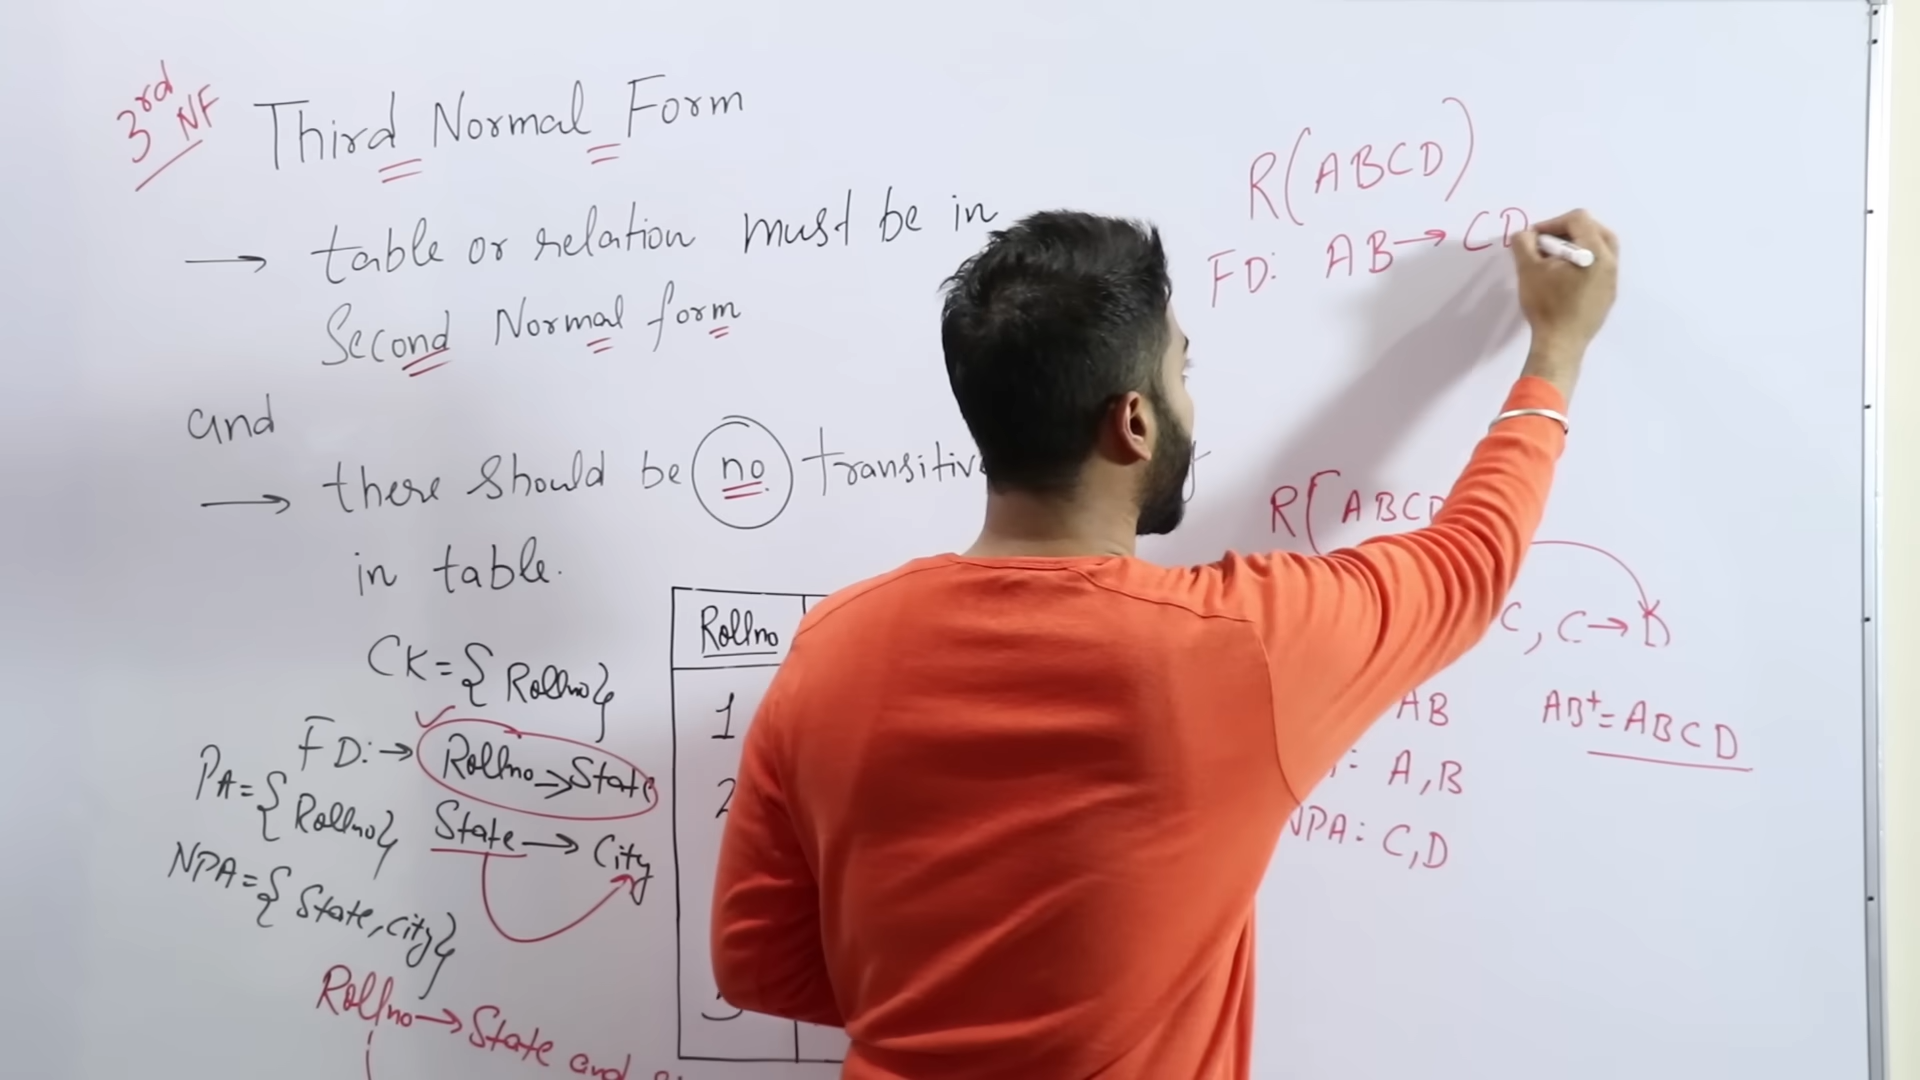 3rd NF
Third Normal Form
→ table or relation must be in
Second Normal form
and
→ there should be no transitive
in table.
CK={Rollno}
FD:→ Rollno→State
State→City
PA={Rollno}
NPA={State, City}
Rollno→State and
Rollno
1
2
R(ABCD)
FD: AB→CD
R(ABCD
C, C→D
AB AB+=ABCD
: A,B
NPA: C,D